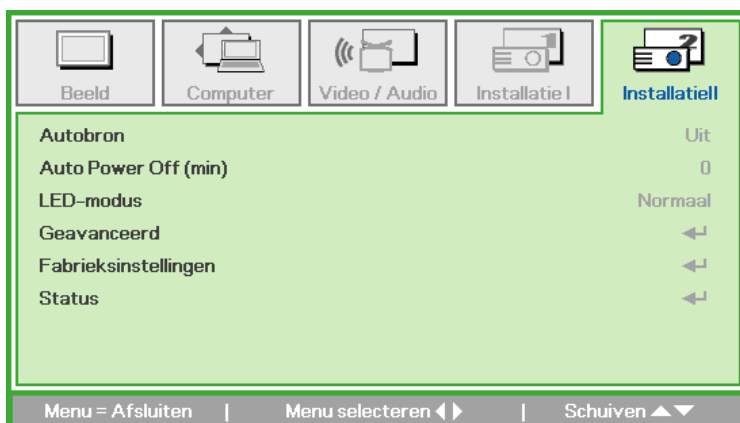 Beeld Computer Video / Audio Installatie I InstallatieII
Autobron Uit
Auto Power Off (min) 0
LED-modus Normaal
Geavanceerd
Fabrieksinstellingen
Status
Menu = Afsluiten | Menu selecteren ◀ ▶ | Schuiven ▲▼